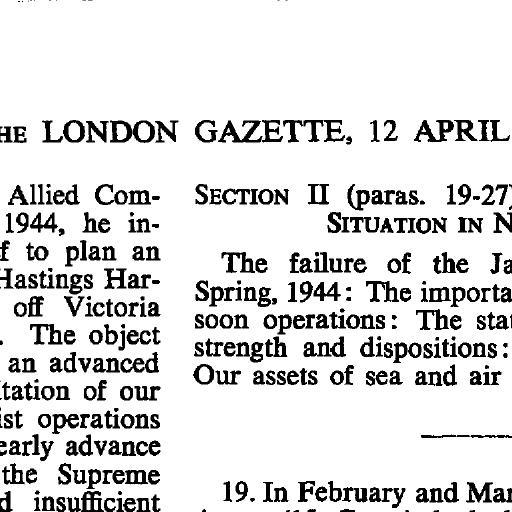 HE LONDON GAZETTE, 12 APRIL
Allied Com-
1944, he in-
f to plan an
Hastings Har-
off Victoria
. The object
an advanced
itation of our
ist operations
early advance
the Supreme
d insufficient
SECTION II (paras. 19-27)
SITUATION IN N
The failure of the Ja
Spring, 1944: The importa
soon operations: The stat
strength and dispositions:
Our assets of sea and air
19. In February and Mar